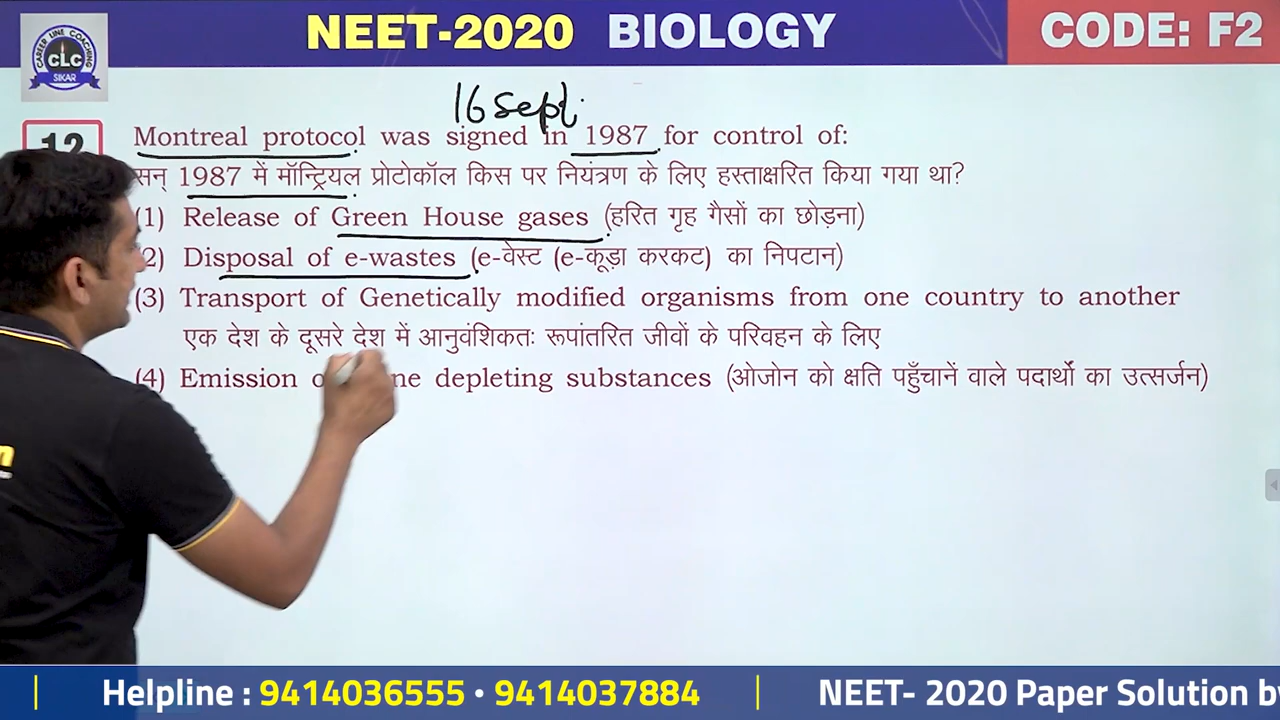 NEET-2020 BIOLOGY
CODE: F2
CAREER LINE COACHING
CLC
SIKAR
16 Sept.
12
Montreal protocol was signed in 1987 for control of:
सन् 1987 में मॉन्ट्रियल प्रोटोकॉल किस पर नियंत्रण के लिए हस्ताक्षरित किया गया था?
(1) Release of Green House gases (हरित गृह गैसों का छोड़ना)
2) Disposal of e-wastes (e-वेस्ट (e-कूड़ा करकट) का निपटान)
(3) Transport of Genetically modified organisms from one country to another
एक देश के दूसरे देश में आनुवंशिकतः रूपांतरित जीवों के परिवहन के लिए
(4) Emission depleting substances (ओजोन को क्षति पहुँचानें वाले पदार्थों का उत्सर्जन)
Helpline : 9414036555 • 9414037884 | NEET- 2020 Paper Solution by